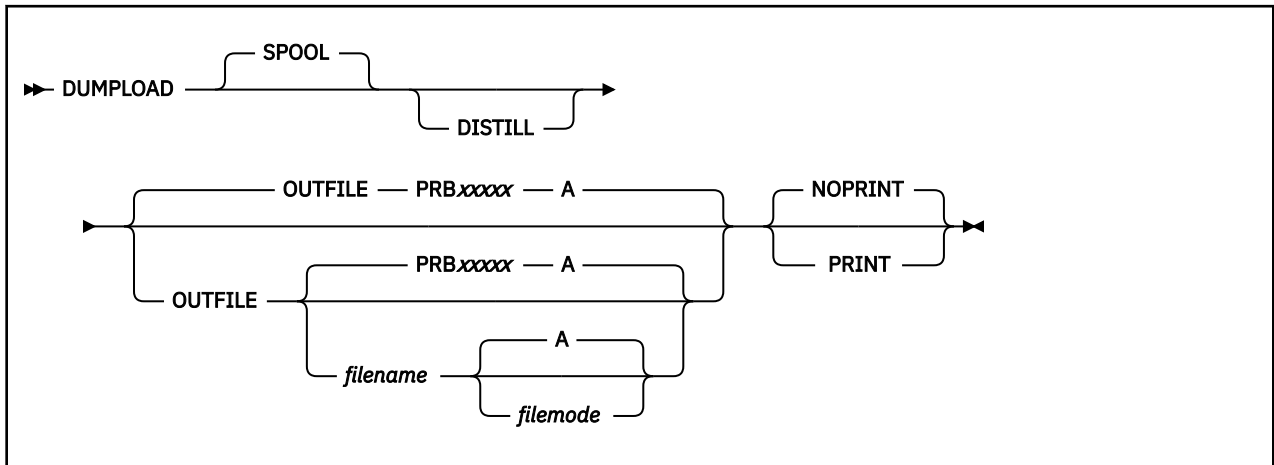 SPOOL
DUMPLOAD
DISTILL
OUTFILE PRBxxxxx A
NOPRINT
PRBxxxxx A
PRINT
OUTFILE
A
filename
filemode